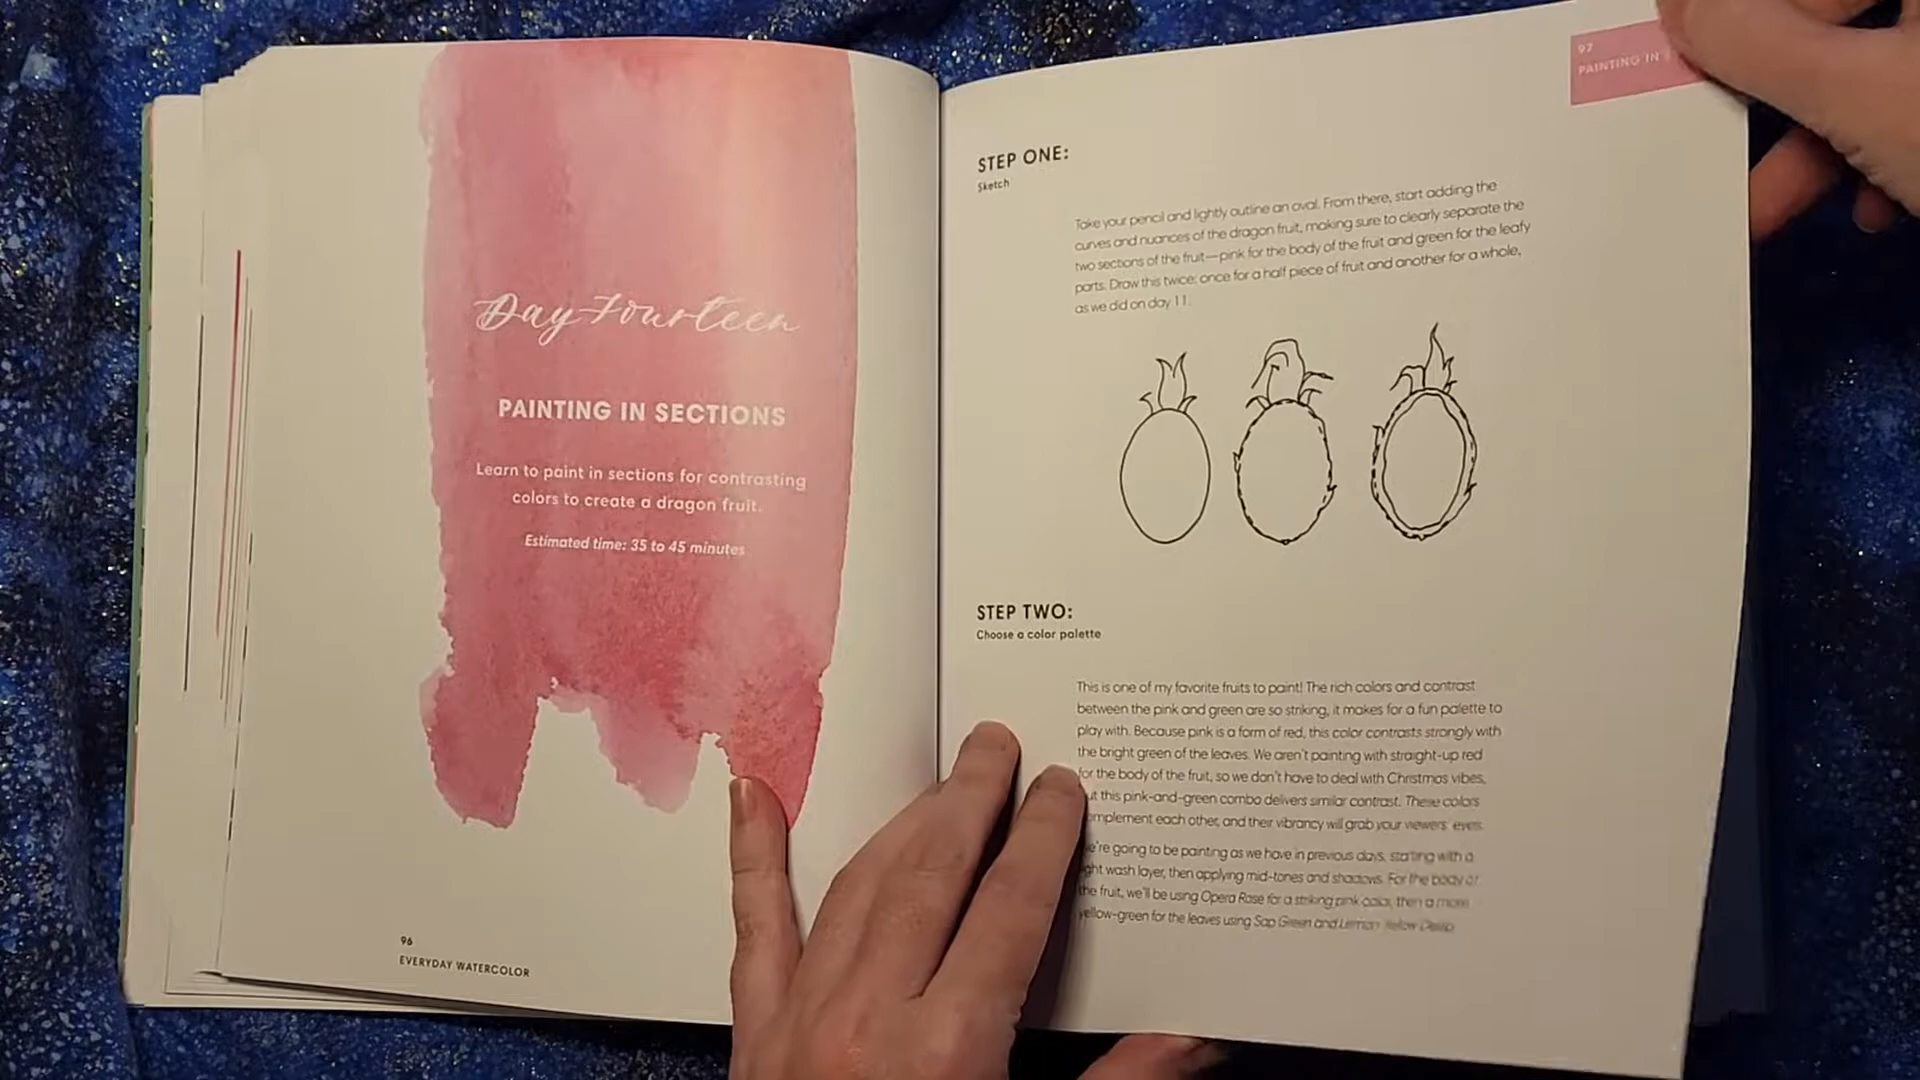 Day Fourteen
PAINTING IN SECTIONS
Learn to paint in sections for contrasting
colors to create a dragon fruit.
Estimated time: 35 to 45 minutes
96
EVERYDAY WATERCOLOR
97
PAINTING IN
STEP ONE:
Sketch
Take your pencil and lightly outline an oval. From there, start adding the
curves and nuances of the dragon fruit, making sure to clearly separate the
two sections of the fruit—pink for the body of the fruit and green for the leafy
parts. Draw this twice: once for a half piece of fruit and another for a whole,
as we did on day 11.
STEP TWO:
Choose a color palette
This is one of my favorite fruits to paint! The rich colors and contrast
between the pink and green are so striking, it makes for a fun palette to
play with. Because pink is a form of red, this color contrasts strongly with
the bright green of the leaves. We aren't painting with straight-up red
for the body of the fruit, so we don't have to deal with Christmas vibes,
this pink-and-green combo delivers similar contrast. These colors
each other, and their vibrancy will grab your viewers' eyes.
going to be painting as we have in previous days, starting with a
wash layer, then applying mid-tones and shadows. For the body of
the fruit, we'll be using Opera Rose for a striking pink color, then a more
yellow-green for the leaves using Sap Green and Lemon Yellow Deep.